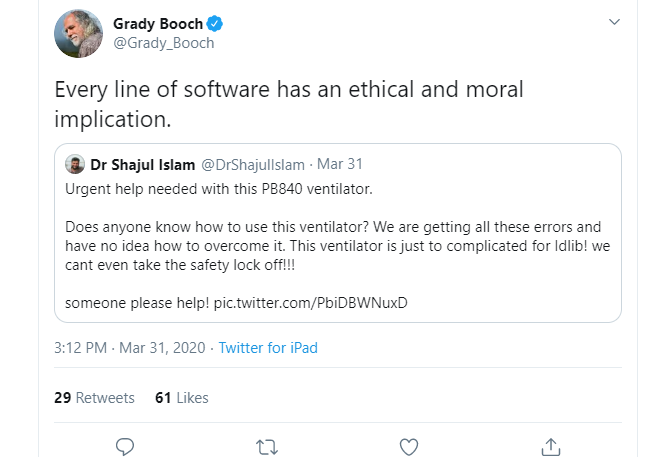 Grady Booch
@Grady_Booch
Every line of software has an ethical and moral
implication.
Dr Shajul Islam @DrShajulIslam · Mar 31
Urgent help needed with this PB840 ventilator.
Does anyone know how to use this ventilator? We are getting all these errors and
have no idea how to overcome it. This ventilator is just to complicated for Idlib! we
cant even take the safety lock off!!!
someone please help! pic.twitter.com/PbiDBWNuxD
3:12 PM · Mar 31, 2020 · Twitter for iPad
29 Retweets 61 Likes